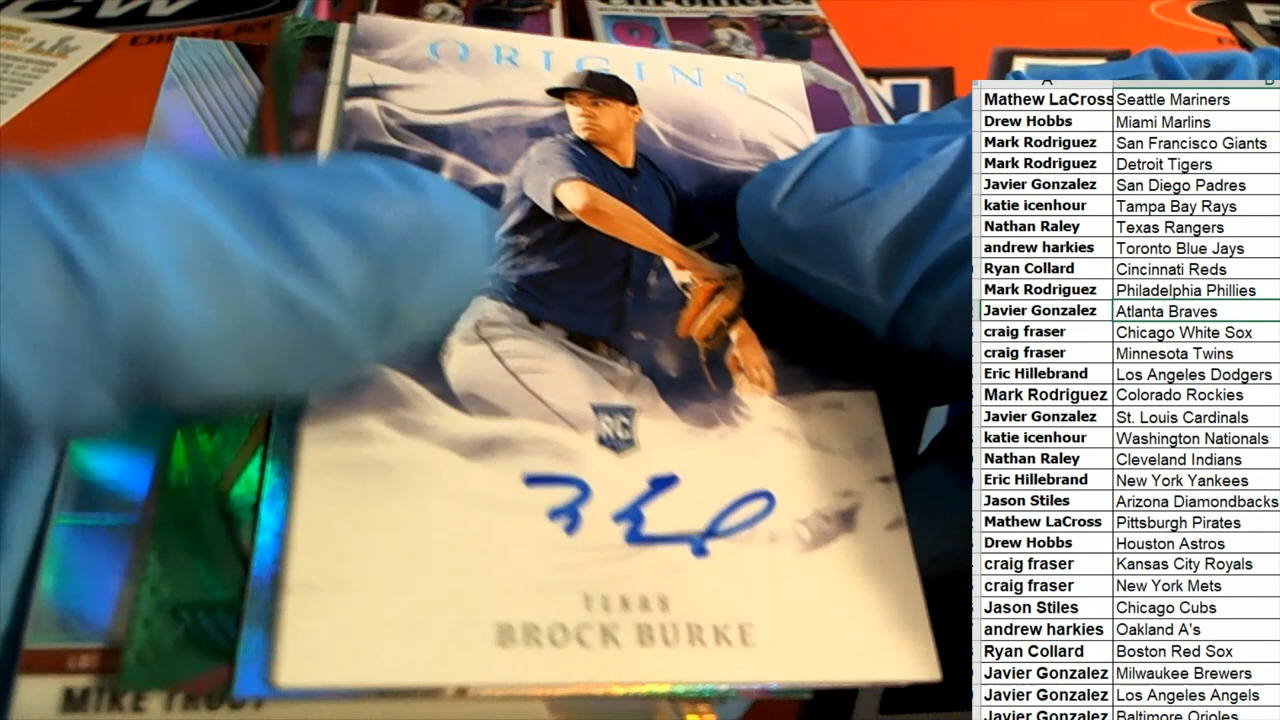 ORIGINS
RC
TEXAS
BROCK BURKE
MIKE TROUT
A B
Mathew LaCross Seattle Mariners
Drew Hobbs Miami Marlins
Mark Rodriguez San Francisco Giants
Mark Rodriguez Detroit Tigers
Javier Gonzalez San Diego Padres
katie icenhour Tampa Bay Rays
Nathan Raley Texas Rangers
andrew harkies Toronto Blue Jays
Ryan Collard Cincinnati Reds
Mark Rodriguez Philadelphia Phillies
Javier Gonzalez Atlanta Braves
craig fraser Chicago White Sox
craig fraser Minnesota Twins
Eric Hillebrand Los Angeles Dodgers
Mark Rodriguez Colorado Rockies
Javier Gonzalez St. Louis Cardinals
katie icenhour Washington Nationals
Nathan Raley Cleveland Indians
Eric Hillebrand New York Yankees
Jason Stiles Arizona Diamondbacks
Mathew LaCross Pittsburgh Pirates
Drew Hobbs Houston Astros
craig fraser Kansas City Royals
craig fraser New York Mets
Jason Stiles Chicago Cubs
andrew harkies Oakland A's
Ryan Collard Boston Red Sox
Javier Gonzalez Milwaukee Brewers
Javier Gonzalez Los Angeles Angels
Javier Gonzalez Baltimore Orioles